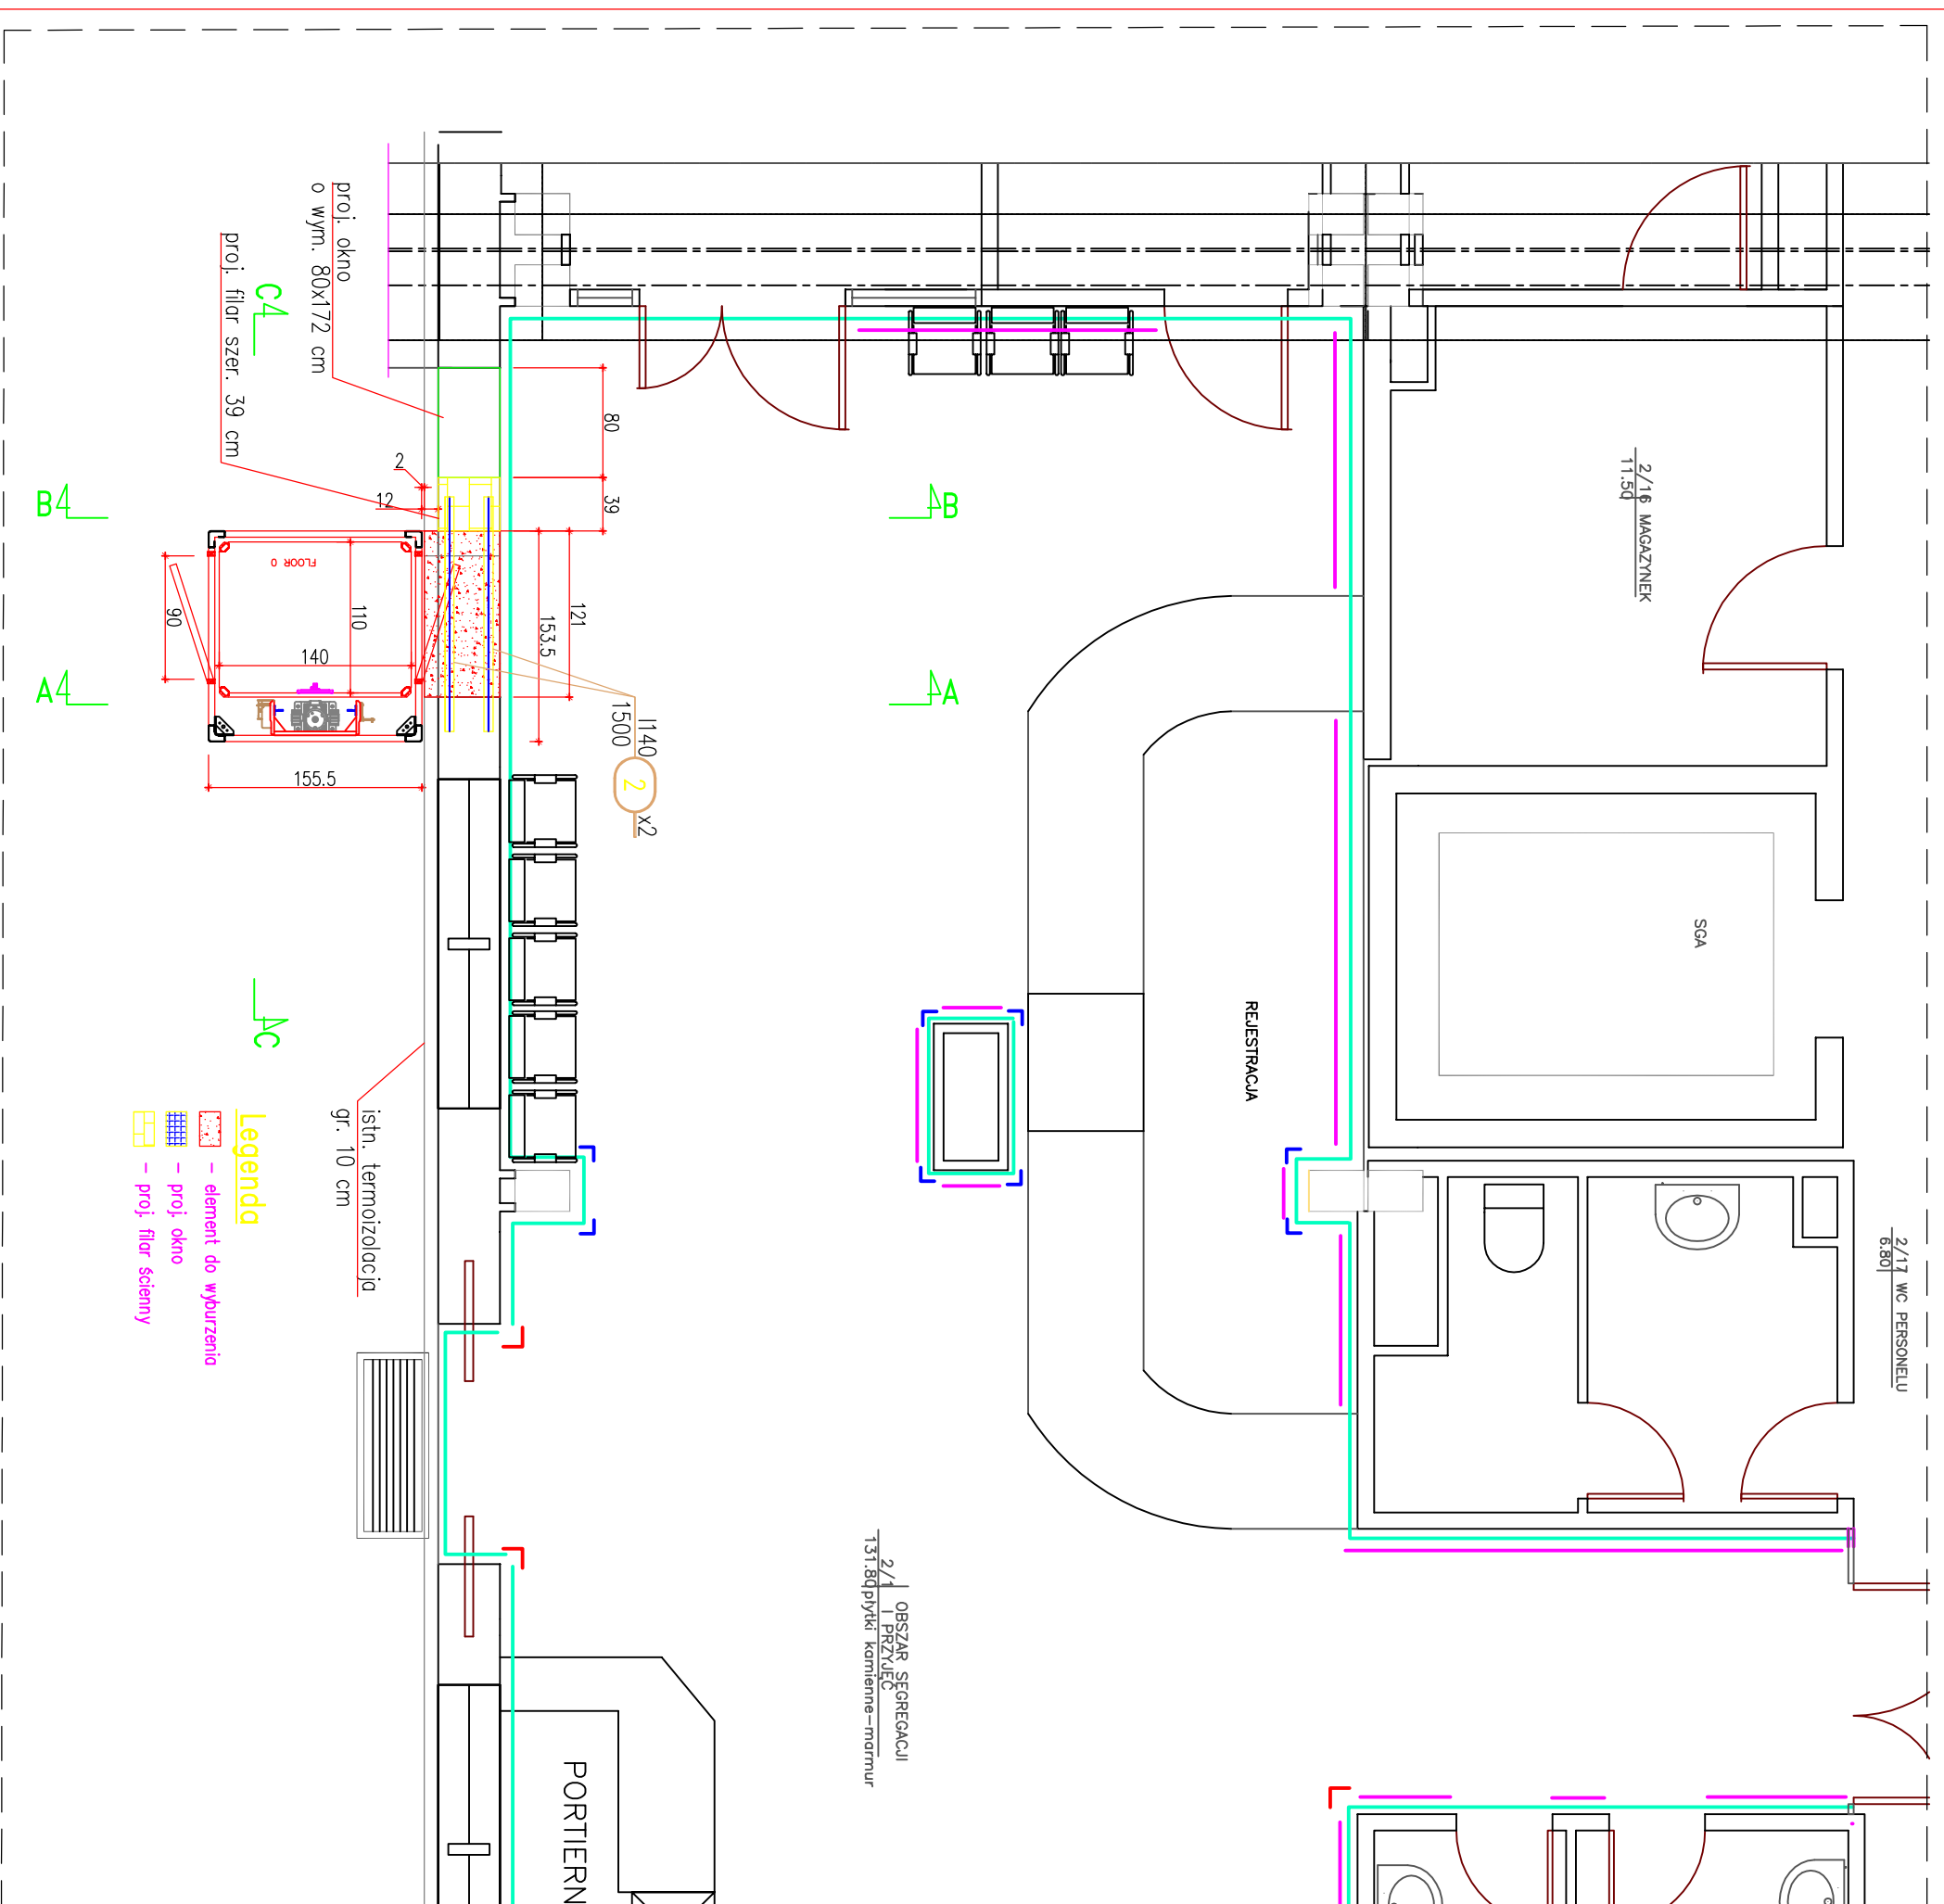 proj. okno
o wym. 80x172 cm
proj. filar szer. 39 cm
C
80
39
2
12
B
B
FLOOR 0
110
140
90
121
153.5
A
A
I140
1500
2
x2
155.5
C
istn. termoizolacja
gr. 10 cm
Legenda
- element do wyburzenia
- proj. okno
- proj. filar ścienny
2/16 MAGAZYNEK
11.50
SGA
REJESTRACJA
2/17 WC PERSONELU
6.80
2/1 OBSZAR SEGREGACJI
I PRZYJĘĆ
131.80 płytki kamienne-marmur
PORTIERN